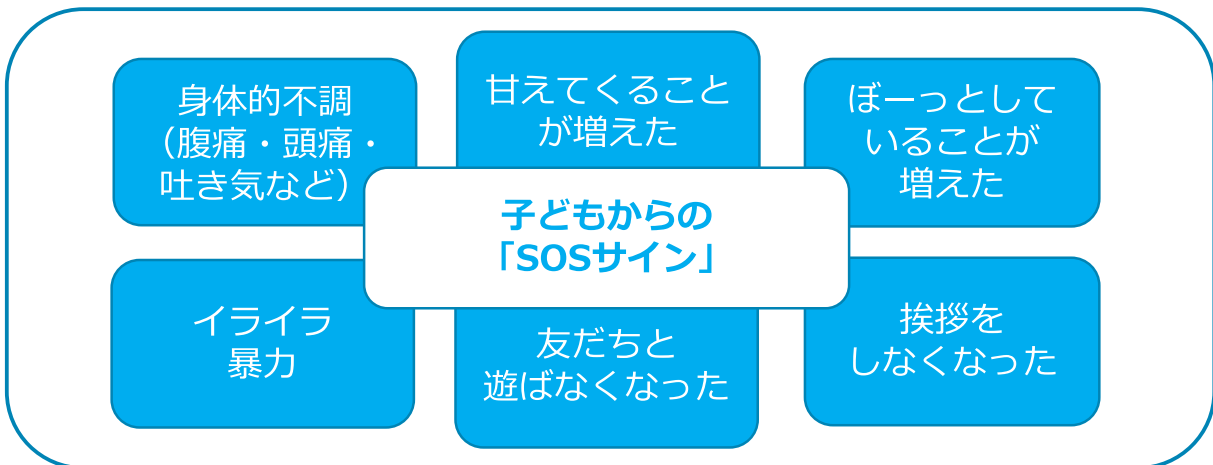 身体的不調
（腹痛・頭痛・
吐き気など）
甘えてくること
が増えた
ぼーっとして
いることが
増えた
子どもからの
「SOSサイン」
イライラ
暴力
友だちと
遊ばなくなった
挨拶を
しなくなった